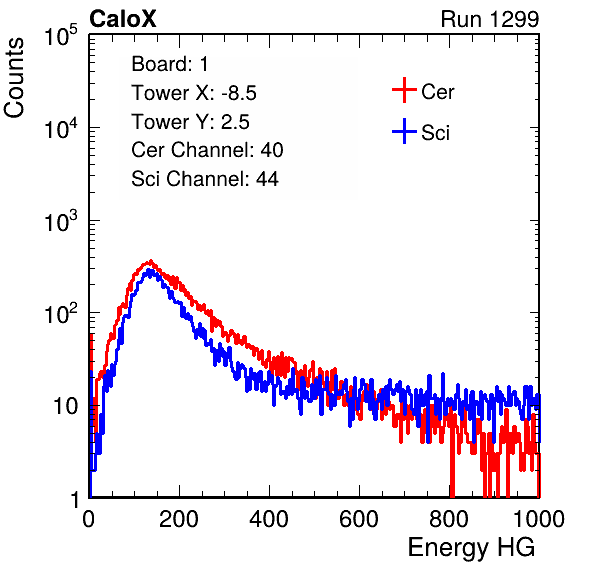 CaloX Run 1299
Counts
10^5
10^4
10^3
10^2
10
1
Board: 1
Tower X: -8.5
Tower Y: 2.5
Cer Channel: 40
Sci Channel: 44
Cer
Sci
0 200 400 600 800 1000
Energy HG